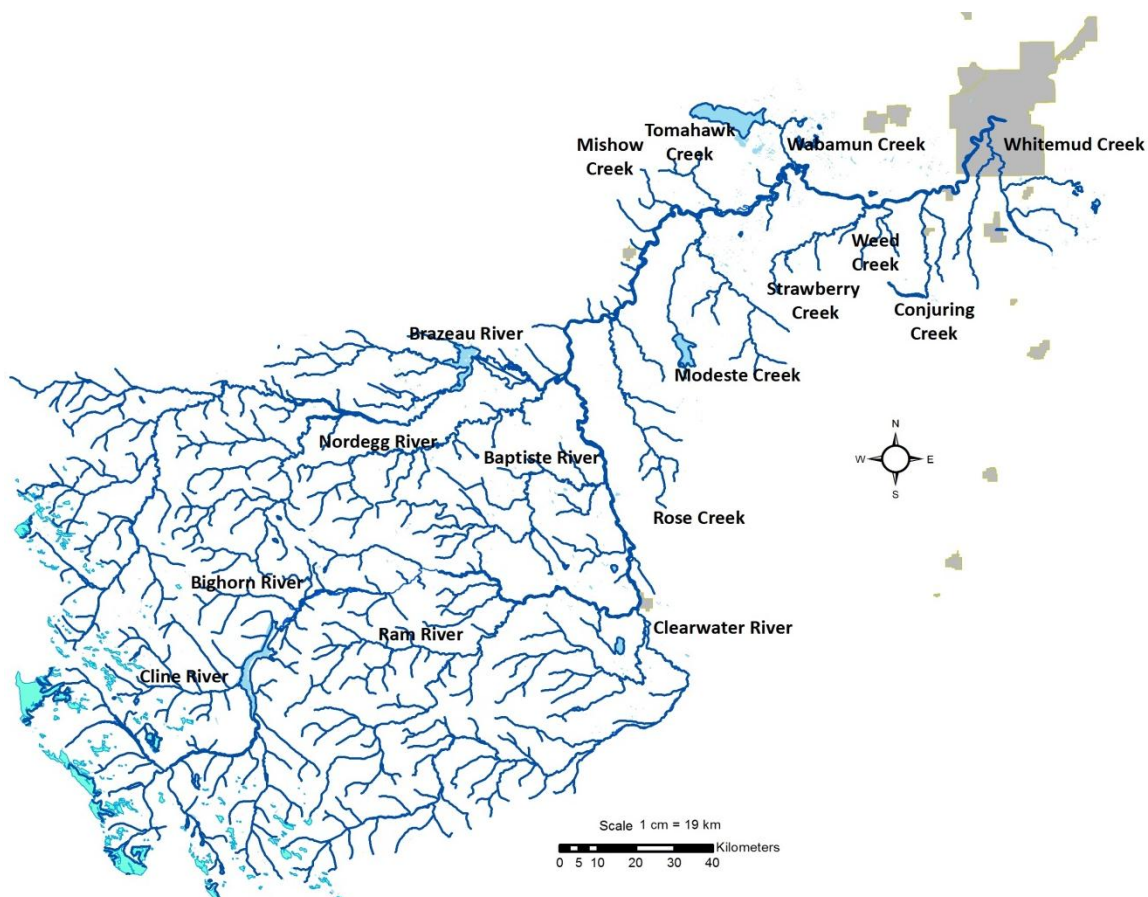 Mishow
Creek
Tomahawk
Creek
Wabamun Creek
Whitemud Creek
Weed
Creek
Strawberry
Creek
Conjuring
Creek
Brazeau River
Modeste Creek
Nordegg River
Baptiste River
N
W
E
S
Rose Creek
Bighorn River
Ram River
Clearwater River
Cline River
Scale 1 cm = 19 km
0 5 10 20 30 40 Kilometers